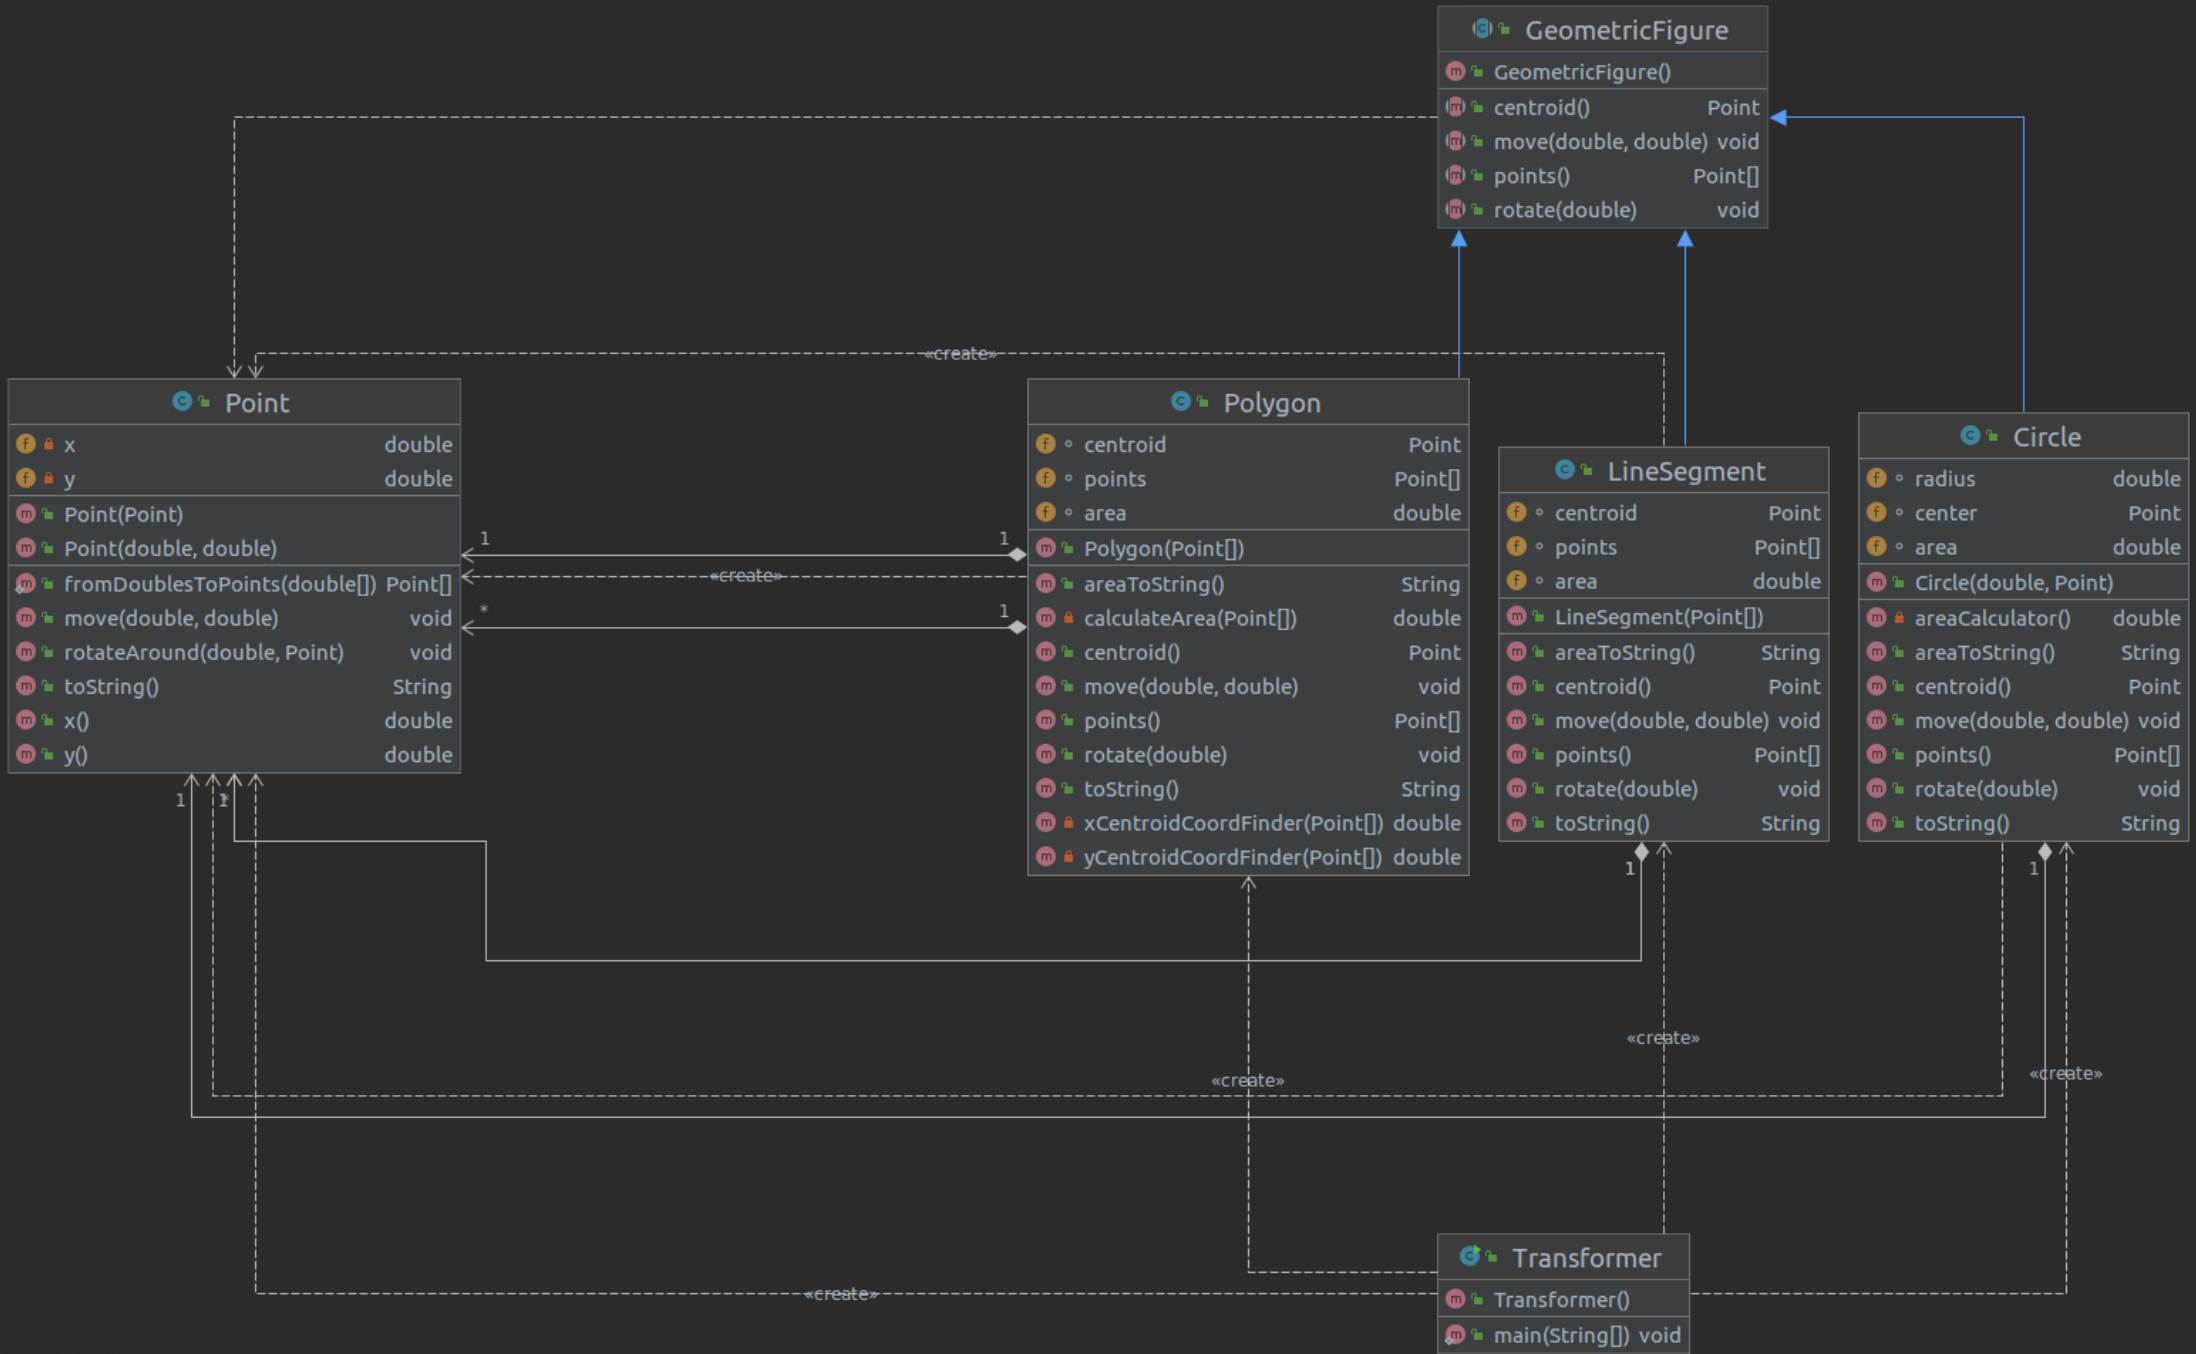 GeometricFigure
GeometricFigure()
centroid() Point
move(double, double) void
points() Point[]
rotate(double) void
«create»
Point
x double
y double
Point(Point)
Point(double, double)
fromDoublesToPoints(double[]) Point[]
move(double, double) void
rotateAround(double, Point) void
toString() String
x() double
y() double
1 1
«create»
* 1
Polygon
centroid Point
points Point[]
area double
Polygon(Point[])
areaToString() String
calculateArea(Point[]) double
centroid() Point
move(double, double) void
points() Point[]
rotate(double) void
toString() String
xCentroidCoordFinder(Point[]) double
yCentroidCoordFinder(Point[]) double
LineSegment
centroid Point
points Point[]
area double
LineSegment(Point[])
areaToString() String
centroid() Point
move(double, double) void
points() Point[]
rotate(double) void
toString() String
Circle
radius double
center Point
area double
Circle(double, Point)
areaCalculator() double
areaToString() String
centroid() Point
move(double, double) void
points() Point[]
rotate(double) void
toString() String
1
1
1
«create»
«create»
«create»
«create»
Transformer
Transformer()
main(String[]) void